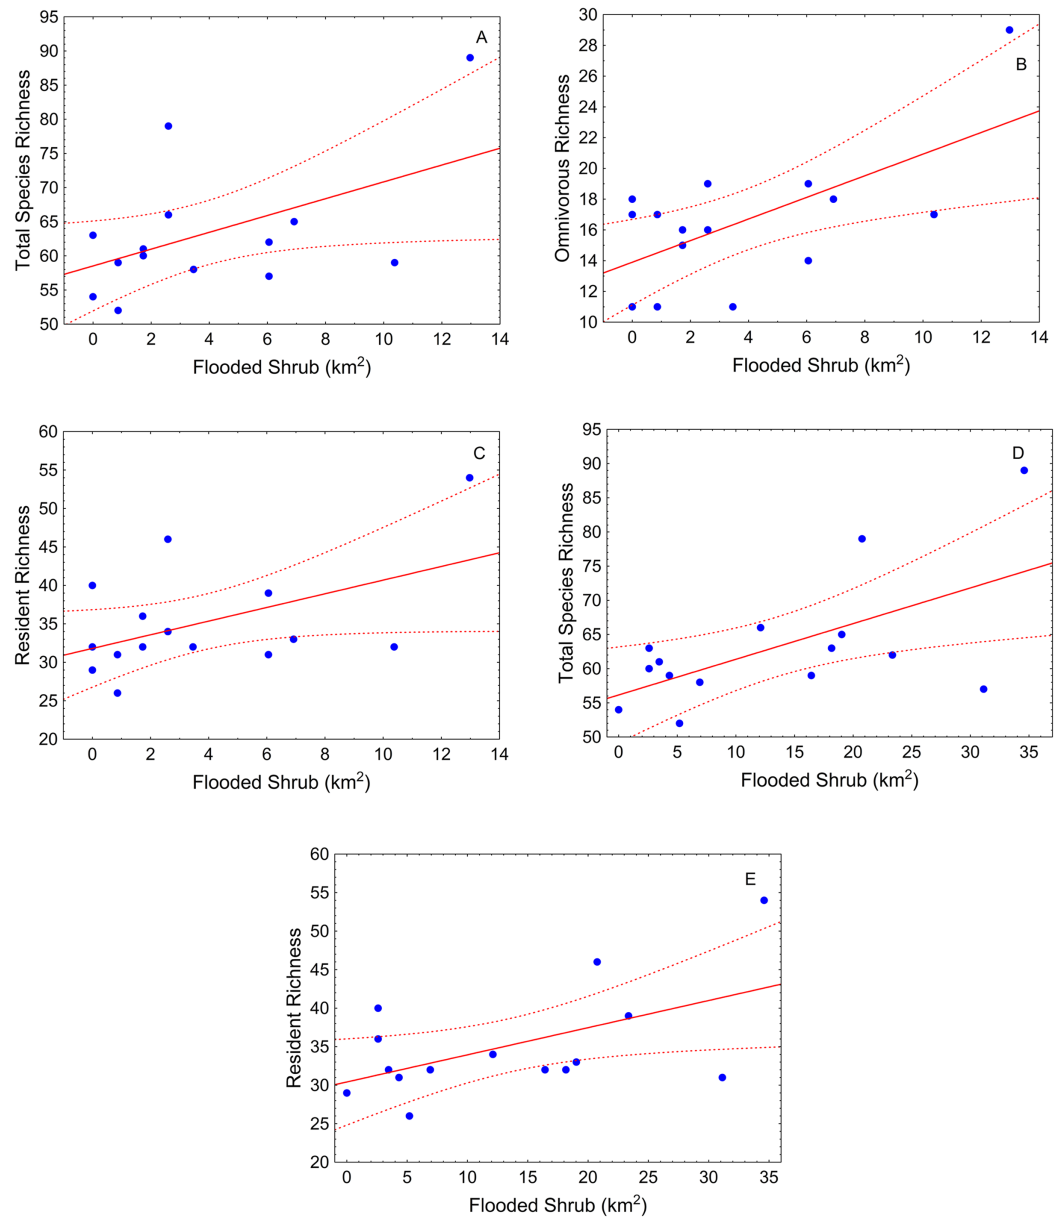 A
Total Species Richness
95
90
85
80
75
70
65
60
55
50
0 2 4 6 8 10 12 14
Flooded Shrub (km²)
B
Omnivorous Richness
30
28
26
24
22
20
18
16
14
12
10
0 2 4 6 8 10 12 14
Flooded Shrub (km²)
C
Resident Richness
60
55
50
45
40
35
30
25
20
0 2 4 6 8 10 12 14
Flooded Shrub (km²)
D
Total Species Richness
95
90
85
80
75
70
65
60
55
50
0 5 10 15 20 25 30 35
Flooded Shrub (km²)
E
Resident Richness
60
55
50
45
40
35
30
25
20
0 5 10 15 20 25 30 35
Flooded Shrub (km²)